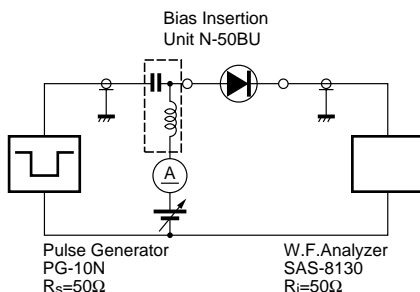 Bias Insertion
Unit N-50BU
A
Pulse Generator
PG-10N
Rs=50Ω
W.F.Analyzer
SAS-8130
Ri=50Ω